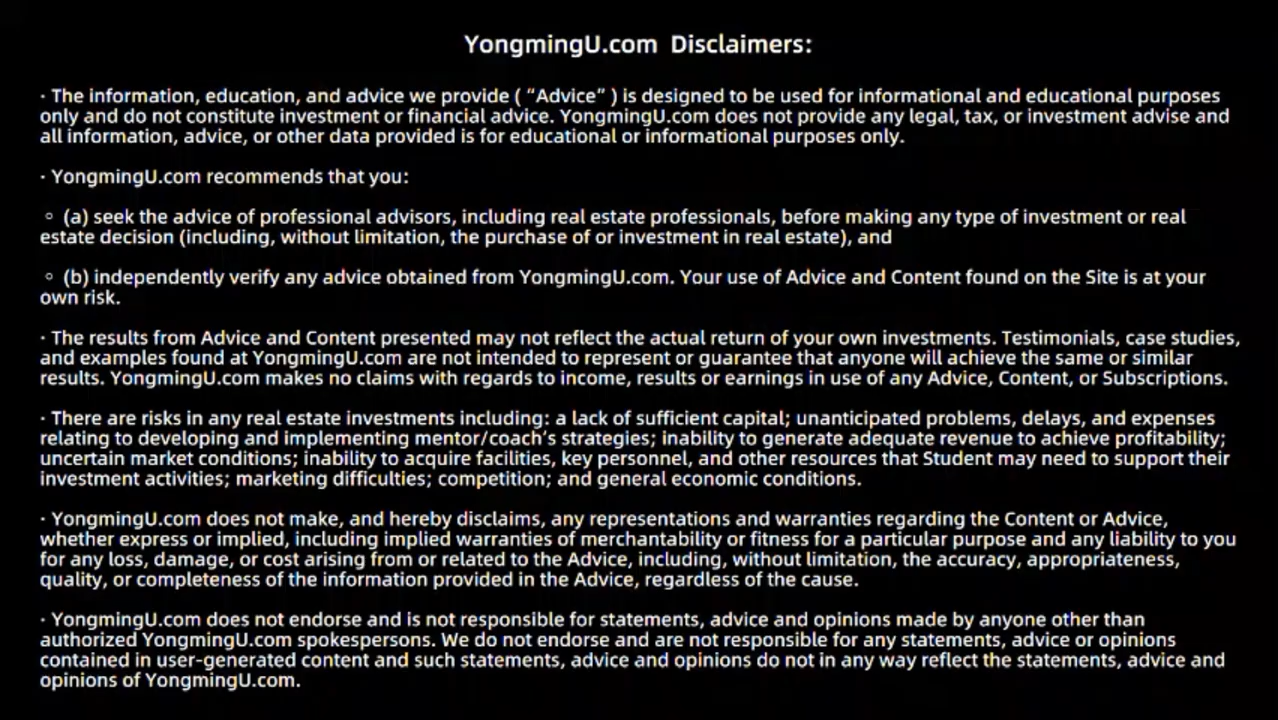 YongmingU.com Disclaimers:
· The information, education, and advice we provide ( “Advice” ) is designed to be used for informational and educational purposes
only and do not constitute investment or financial advice. YongmingU.com does not provide any legal, tax, or investment advise and
all information, advice, or other data provided is for educational or informational purposes only.
· YongmingU.com recommends that you:
◦ (a) seek the advice of professional advisors, including real estate professionals, before making any type of investment or real
estate decision (including, without limitation, the purchase of or investment in real estate), and
◦ (b) independently verify any advice obtained from YongmingU.com. Your use of Advice and Content found on the Site is at your
own risk.
· The results from Advice and Content presented may not reflect the actual return of your own investments. Testimonials, case studies,
and examples found at YongmingU.com are not intended to represent or guarantee that anyone will achieve the same or similar
results. YongmingU.com makes no claims with regards to income, results or earnings in use of any Advice, Content, or Subscriptions.
· There are risks in any real estate investments including: a lack of sufficient capital; unanticipated problems, delays, and expenses
relating to developing and implementing mentor/coach’s strategies; inability to generate adequate revenue to achieve profitability;
uncertain market conditions; inability to acquire facilities, key personnel, and other resources that Student may need to support their
investment activities; marketing difficulties; competition; and general economic conditions.
· YongmingU.com does not make, and hereby disclaims, any representations and warranties regarding the Content or Advice,
whether express or implied, including implied warranties of merchantability or fitness for a particular purpose and any liability to you
for any loss, damage, or cost arising from or related to the Advice, including, without limitation, the accuracy, appropriateness,
quality, or completeness of the information provided in the Advice, regardless of the cause.
· YongmingU.com does not endorse and is not responsible for statements, advice and opinions made by anyone other than
authorized YongmingU.com spokespersons. We do not endorse and are not responsible for any statements, advice or opinions
contained in user-generated content and such statements, advice and opinions do not in any way reflect the statements, advice and
opinions of YongmingU.com.